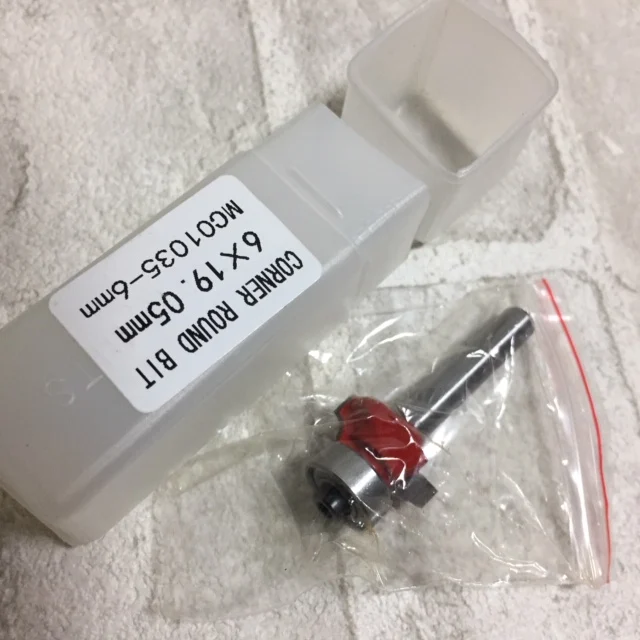 CORNER ROUND BIT
6×19.05mm
MC01035-6mm